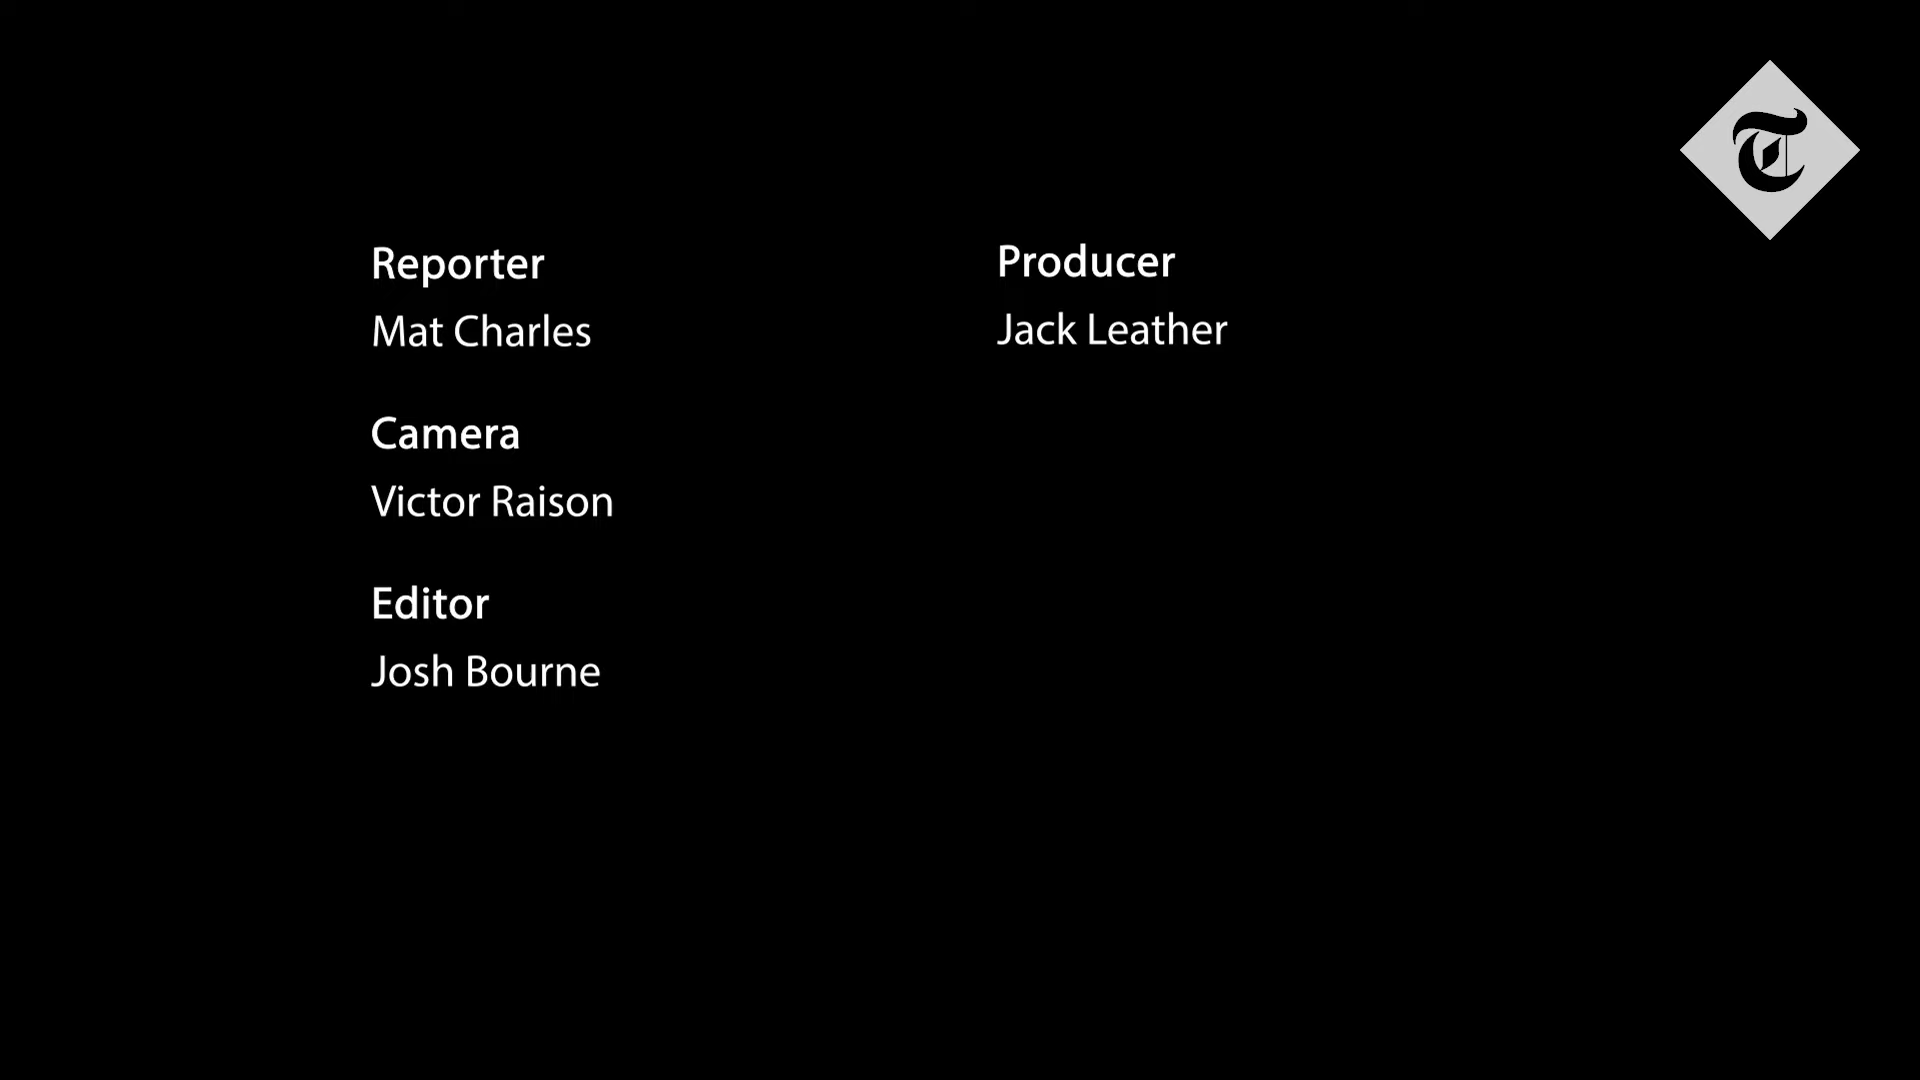 Reporter
Mat Charles
Camera
Victor Raison
Editor
Josh Bourne
Producer
Jack Leather
T